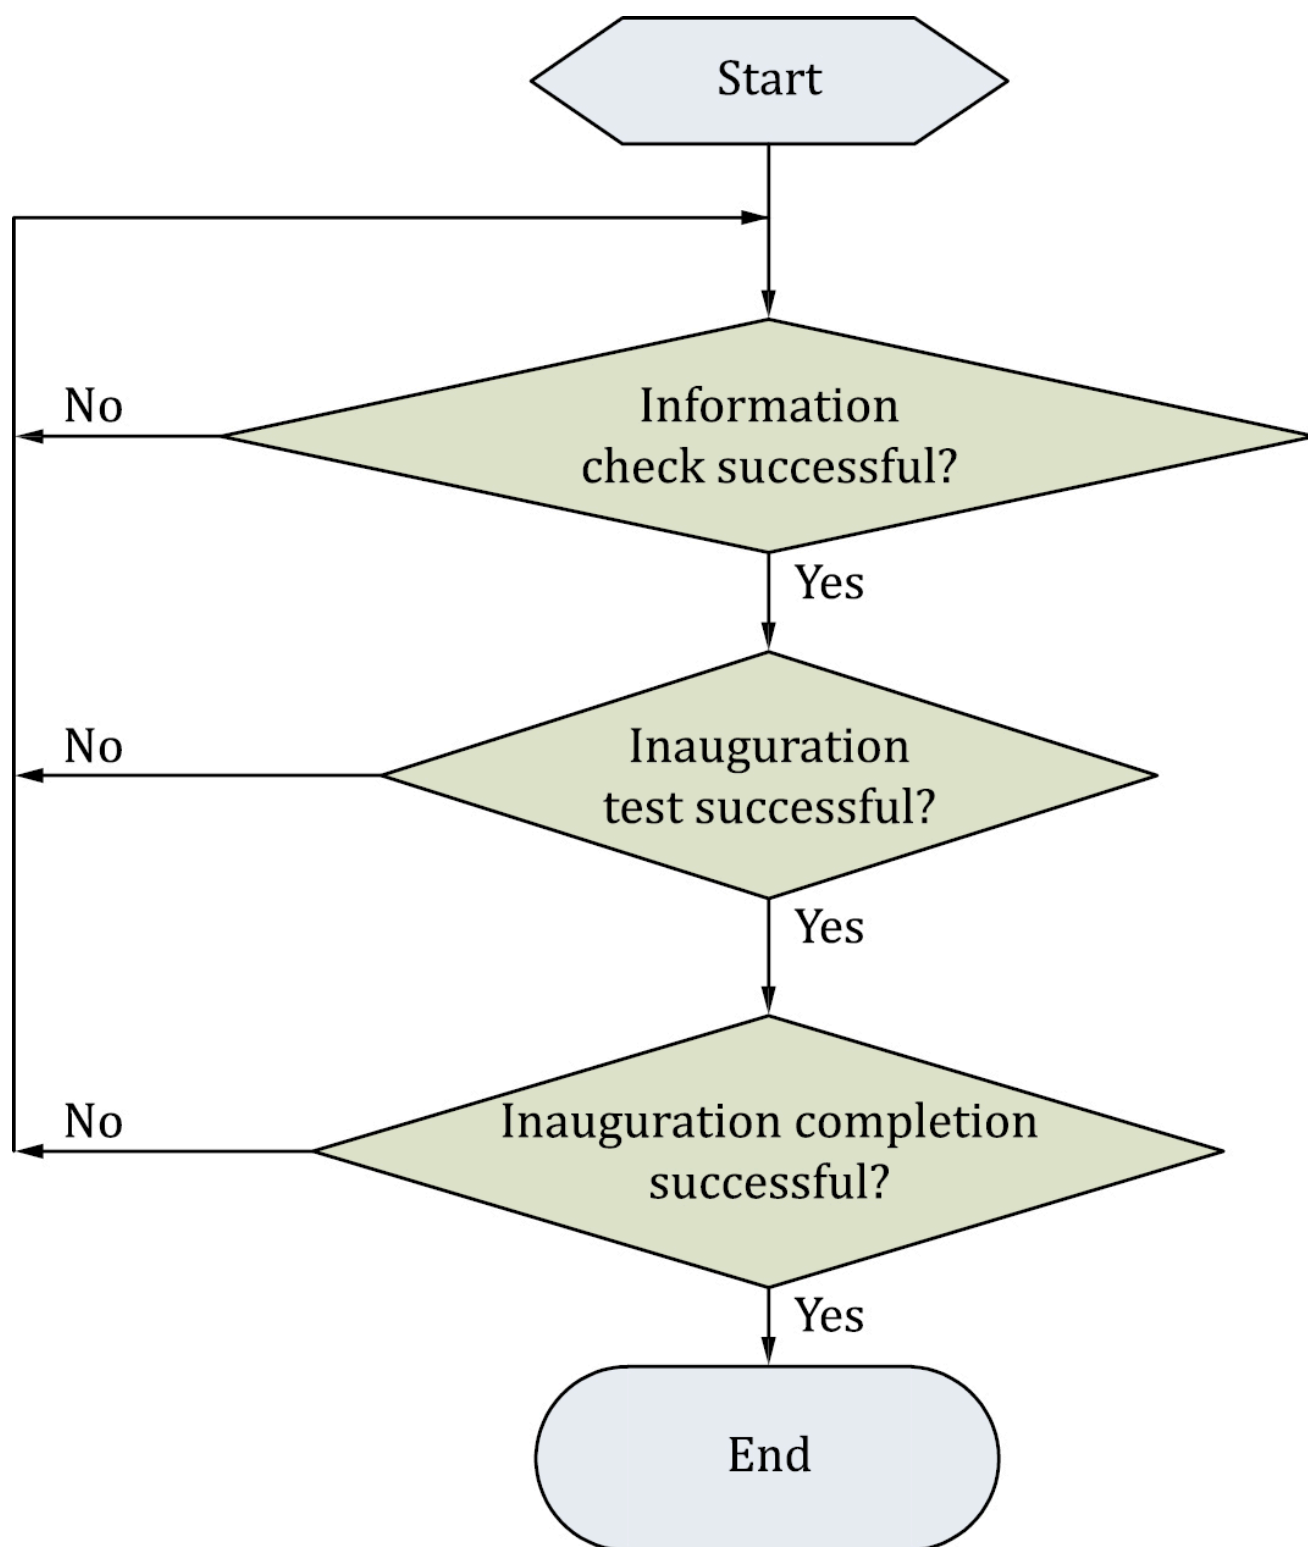 Start
No
Information
check successful?
Yes
No
Inauguration
test successful?
Yes
No
Inauguration completion
successful?
Yes
End